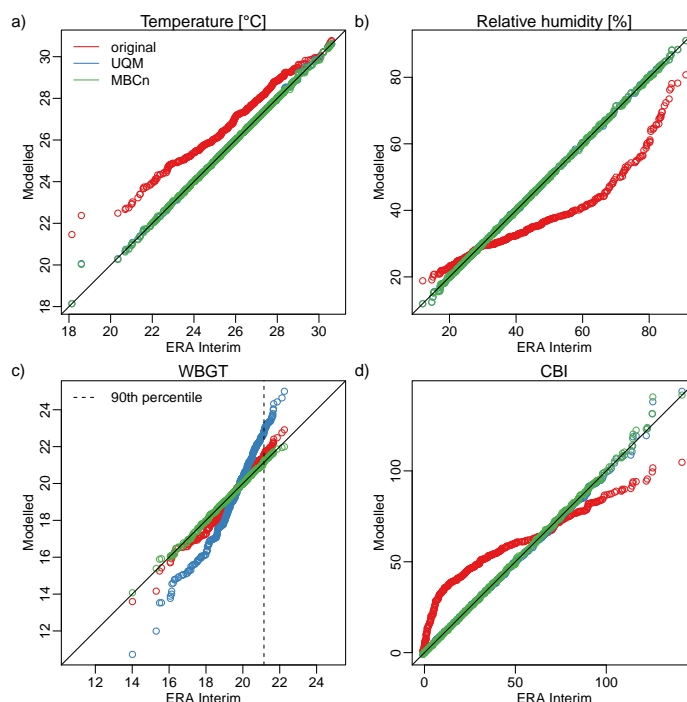 a) Temperature [°C]
original
UQM
MBCn
Modelled
18 20 22 24 26 28 30
18 20 22 24 26 28 30
ERA Interim
b) Relative humidity [%]
Modelled
20 40 60 80
20 40 60 80
ERA Interim
c) WBGT
90th percentile
Modelled
12 14 16 18 20 22 24
12 14 16 18 20 22 24
ERA Interim
d) CBI
Modelled
0 50 100
0 50 100
ERA Interim